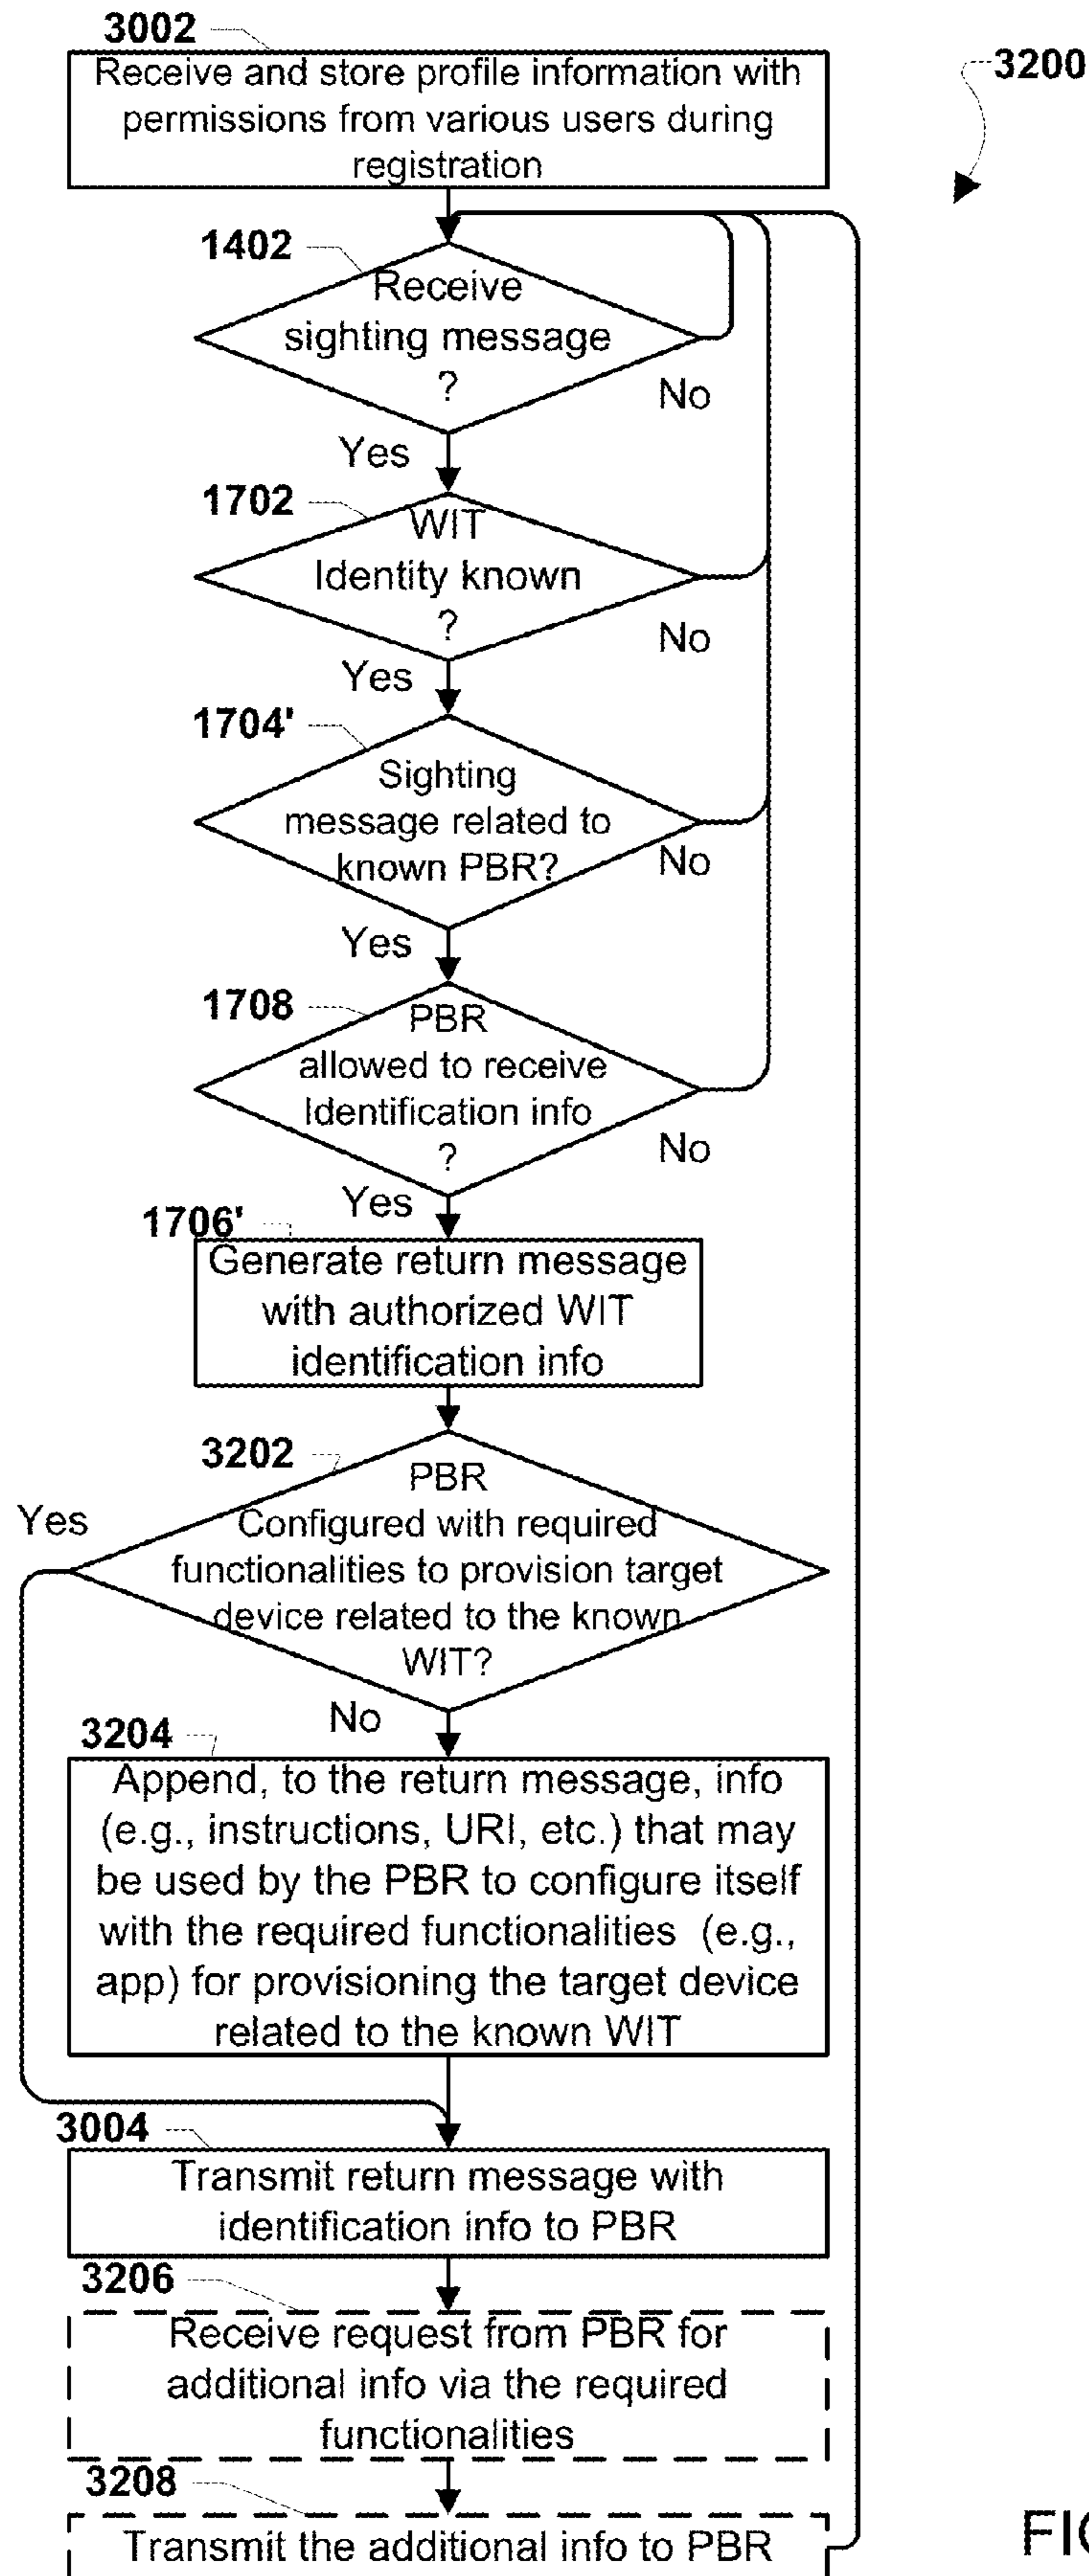 3002
3200
Receive and store profile information with
permissions from various users during
registration
1402
Receive
sighting message
?
No
Yes
1702
WIT
Identity known
?
No
Yes
1704'
Sighting
message related to
known PBR?
No
Yes
1708
PBR
allowed to receive
Identification info
?
No
Yes
1706'
Generate return message
with authorized WIT
identification info
3202
PBR
Yes
Configured with required
functionalities to provision target
device related to the known
WIT?
No
3204
Append, to the return message, info
(e.g., instructions, URI, etc.) that may
be used by the PBR to configure itself
with the required functionalities (e.g.,
app) for provisioning the target device
related to the known WIT
3004
Transmit return message with
identification info to PBR
3206
Receive request from PBR for
additional info via the required
functionalities
3208
Transmit the additional info to PBR